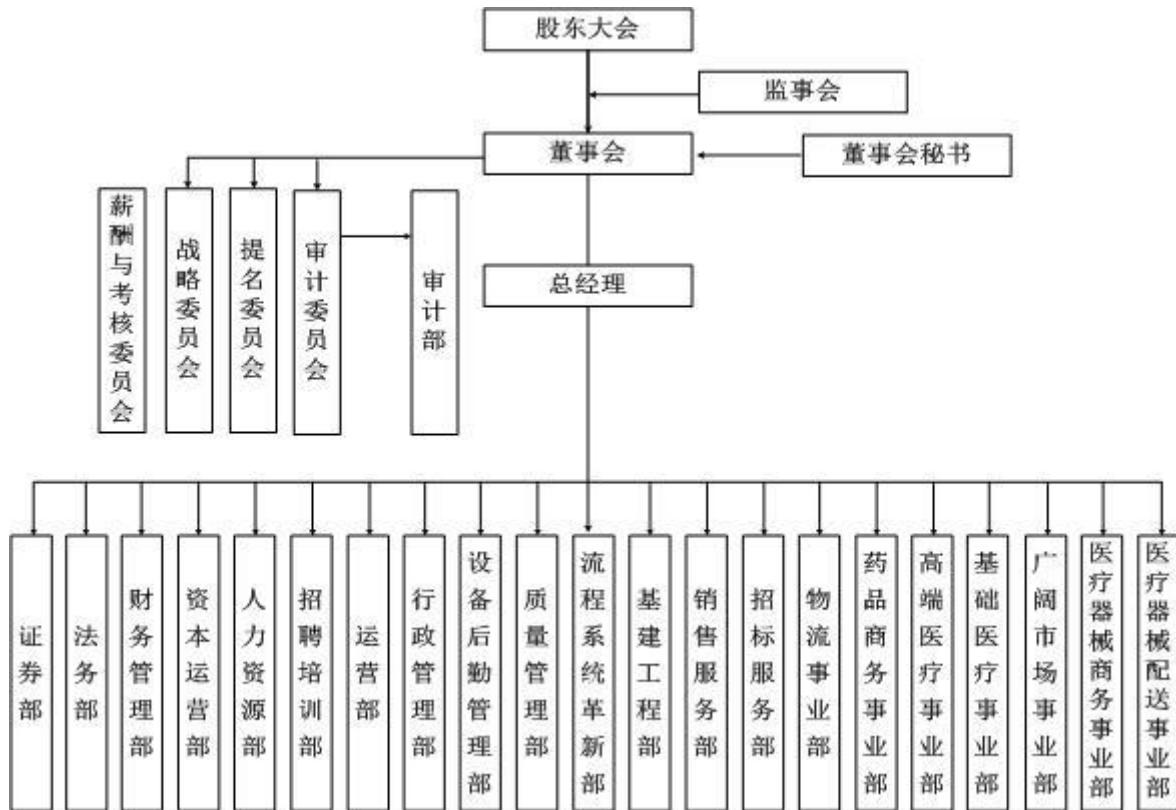 股东大会
监事会
董事会
董事会秘书
薪酬与考核委员会
战略委员会
提名委员会
审计委员会
审计部
总经理
证券部
法务部
财务管理部
资本运营部
人力资源部
招聘培训部
运营部
行政管理部
设备后勤管理部
质量管理部
流程系统革新部
基建工程部
销售服务部
招标服务部
物流事业部
药品商务事业部
高端医疗事业部
基础医疗事业部
广阔市场事业部
医疗器械商务事业部
医疗器械配送事业部